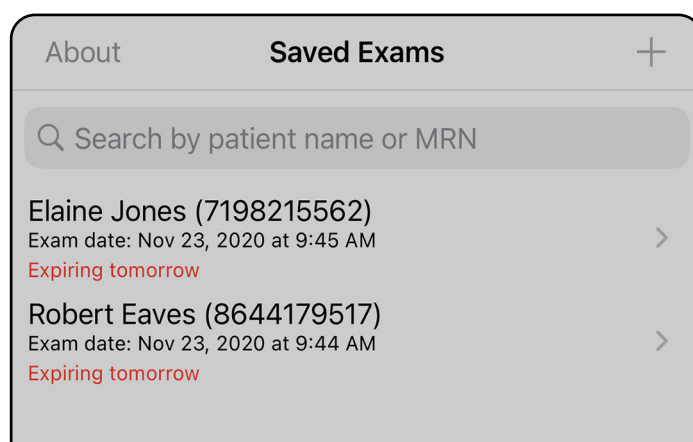 About Saved Exams +
Search by patient name or MRN
Elaine Jones (7198215562)
Exam date: Nov 23, 2020 at 9:45 AM
Expiring tomorrow
Robert Eaves (8644179517)
Exam date: Nov 23, 2020 at 9:44 AM
Expiring tomorrow